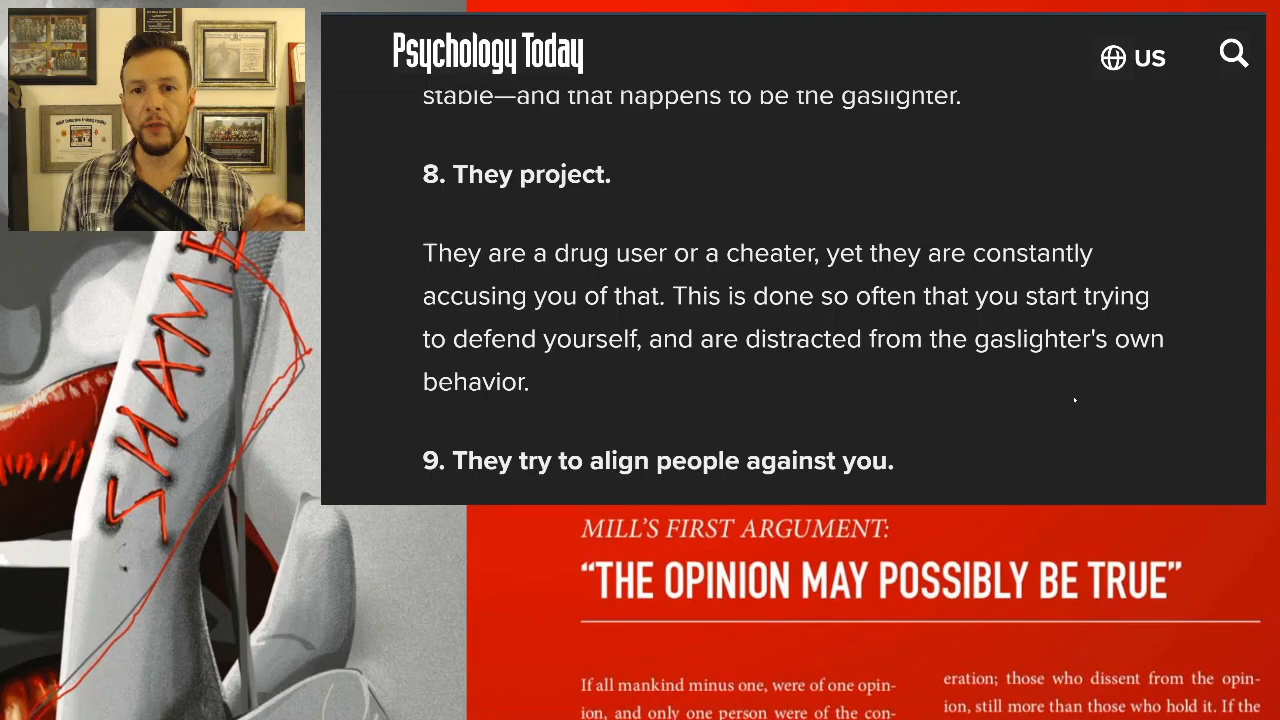 Psychology Today
US
stable—and that happens to be the gaslighter.
8. They project.
They are a drug user or a cheater, yet they are constantly
accusing you of that. This is done so often that you start trying
to defend yourself, and are distracted from the gaslighter's own
behavior.
9. They try to align people against you.
SHAME
MILL'S FIRST ARGUMENT:
“THE OPINION MAY POSSIBLY BE TRUE”
If all mankind minus one, were of one opin-
ion, and only one person were of the con-
eration; those who dissent from the opin-
ion, still more than those who hold it. If the